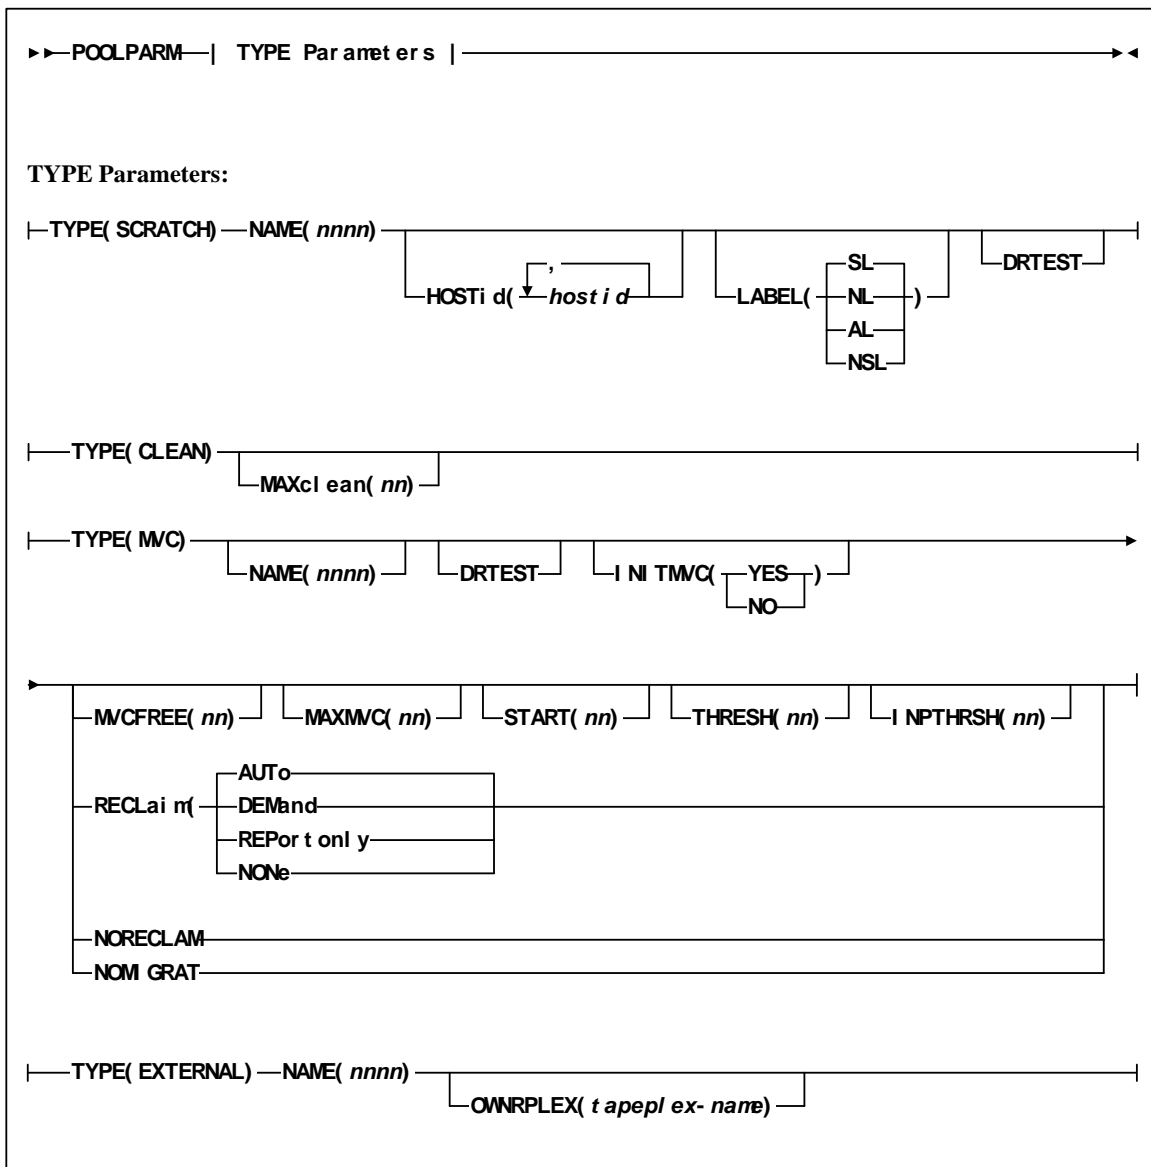 POOLPARM | TYPE Parameters |
TYPE Parameters:
TYPE(SCRATCH) NAME(nnnn)
,
HOSTid( hostid
LABEL( SL )
NL
AL
NSL
DRTEST
TYPE(CLEAN)
MAXclean(nn)
TYPE(MVC)
NAME(nnnn) DRTEST INITMVC( YES )
NO
MVCFREE(nn) MAXMVC(nn) START(nn) THRESH(nn) INPTHRSH(nn)
AUTo
RECLaim( DEMand
REPortonly
NONe
NORECLAM
NOMIGRAT
TYPE(EXTERNAL) NAME(nnnn)
OWNRPLEX(tapeplex-name)